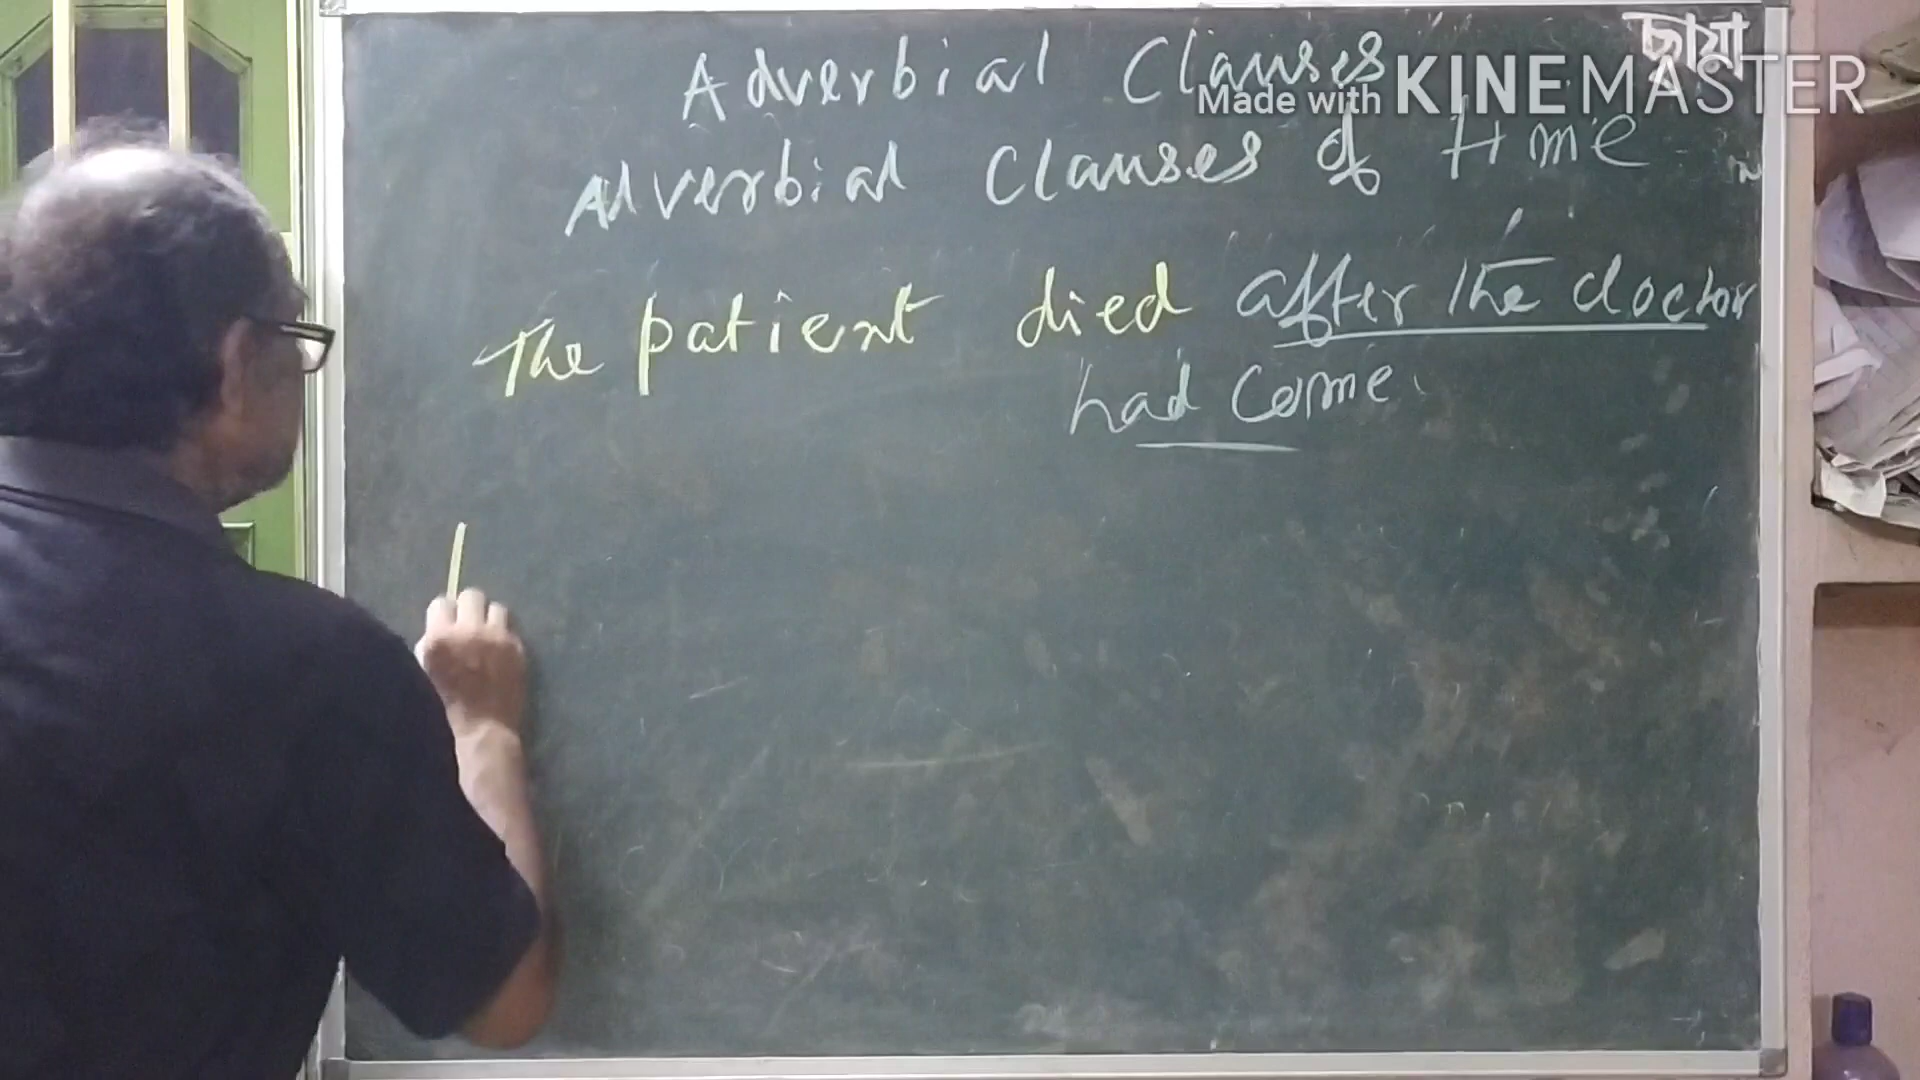 Adverbial Clauses
ছায়া
Made with KINEMASTER
Adverbial Clauses of time
The patient died after the doctor
had come.